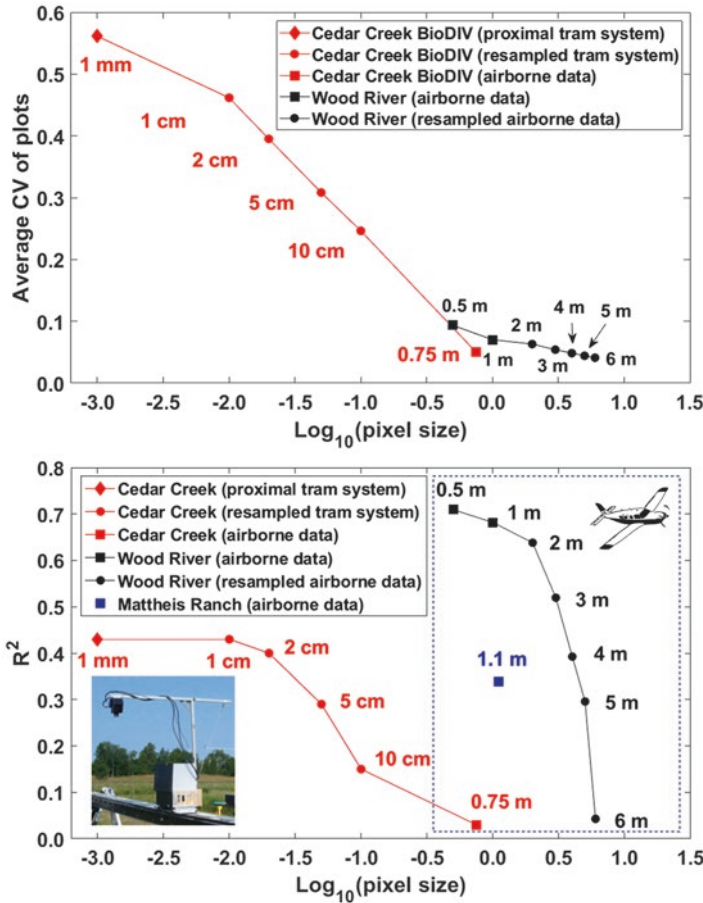 Cedar Creek BioDIV (proximal tram system)
Cedar Creek BioDIV (resampled tram system)
Cedar Creek BioDIV (airborne data)
Wood River (airborne data)
Wood River (resampled airborne data)
Average CV of plots
0.6
0.5
0.4
0.3
0.2
0.1
0.0
1 mm
1 cm
2 cm
5 cm
10 cm
0.5 m
0.75 m
1 m
2 m
3 m
4 m
5 m
6 m
-3.0 -2.5 -2.0 -1.5 -1.0 -0.5 0.0 0.5 1.0 1.5
Log10(pixel size)
Cedar Creek (proximal tram system)
Cedar Creek (resampled tram system)
Cedar Creek (airborne data)
Wood River (airborne data)
Wood River (resampled airborne data)
Mattheis Ranch (airborne data)
R2
0.8
0.7
0.6
0.5
0.4
0.3
0.2
0.1
0.0
1 mm
1 cm
2 cm
5 cm
10 cm
0.75 m
0.5 m
1 m
2 m
3 m
4 m
5 m
6 m
1.1 m
-3.0 -2.5 -2.0 -1.5 -1.0 -0.5 0.0 0.5 1.0 1.5
Log10(pixel size)